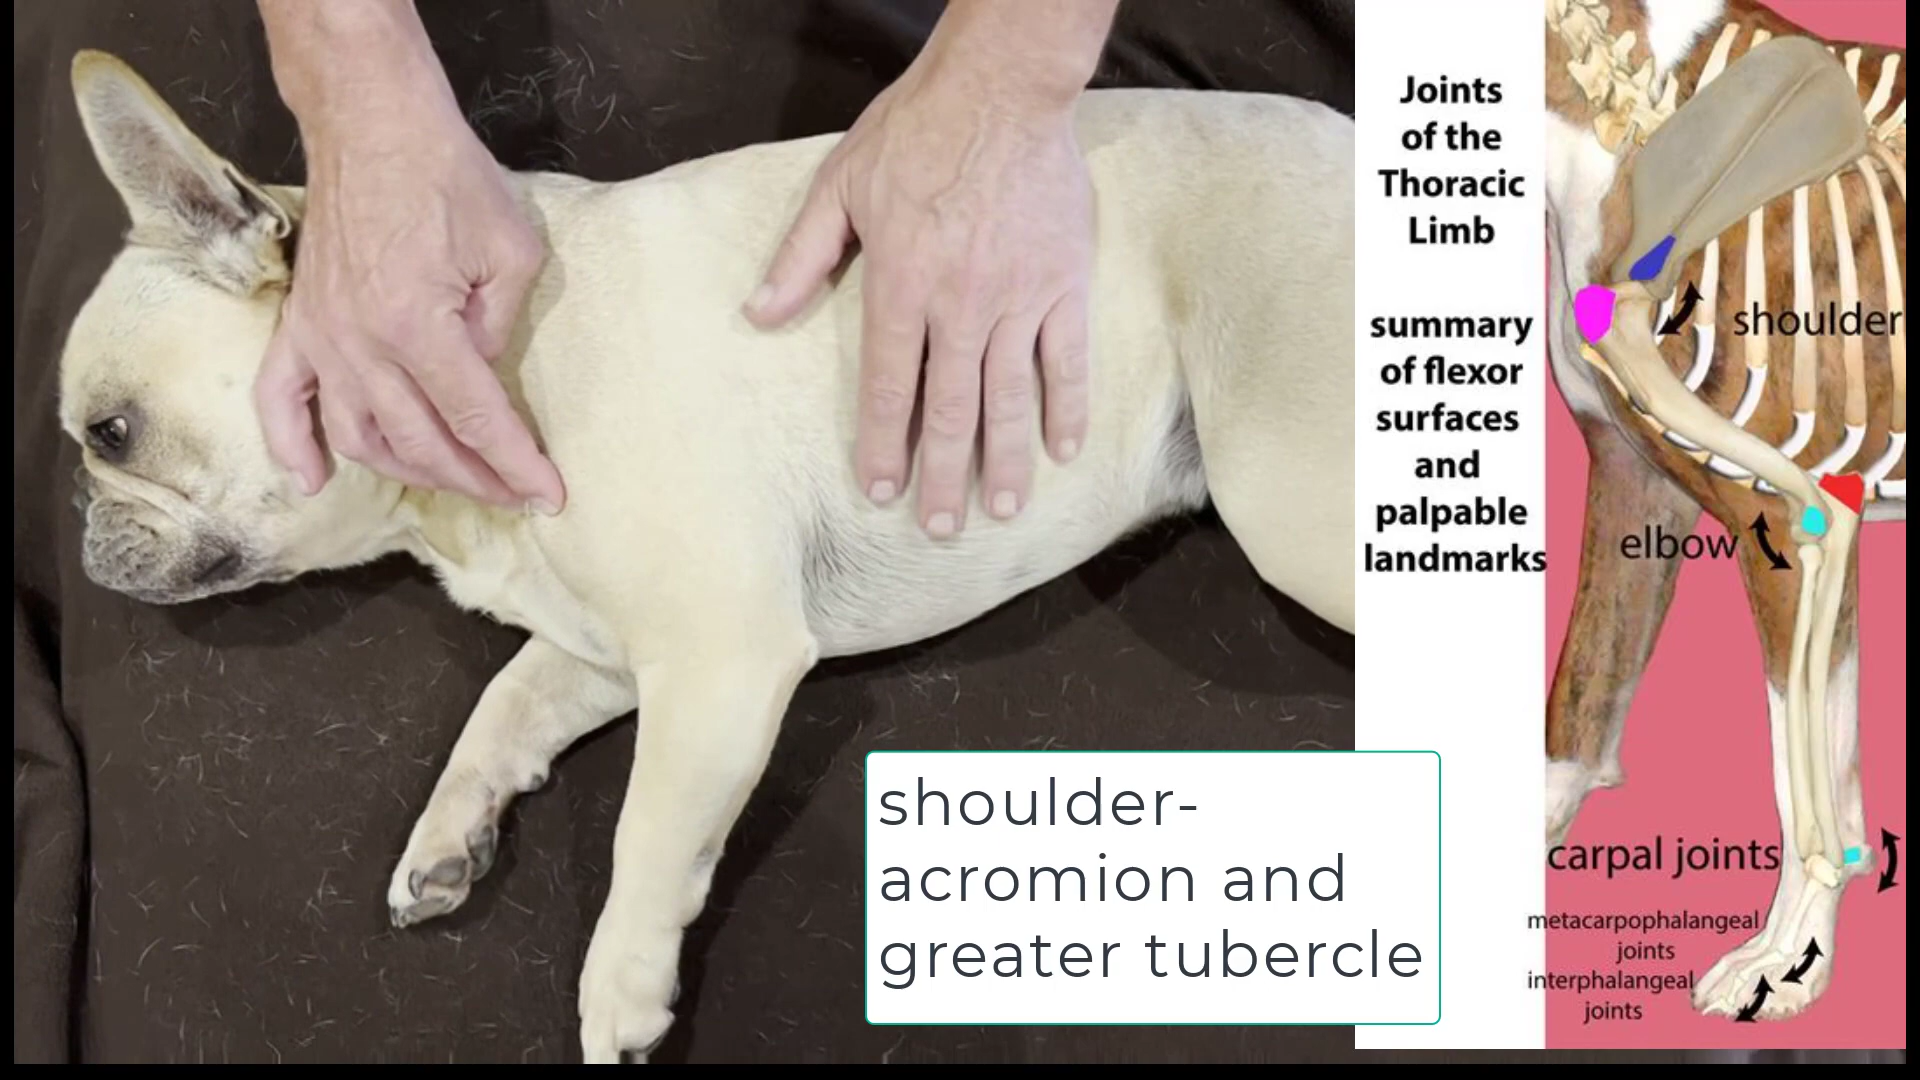 Joints
of the
Thoracic
Limb
summary
of flexor
surfaces
and
palpable
landmarks
shoulder
elbow
carpal joints
metacarpophalangeal
joints
interphalangeal
joints
shoulder-
acromion and
greater tubercle